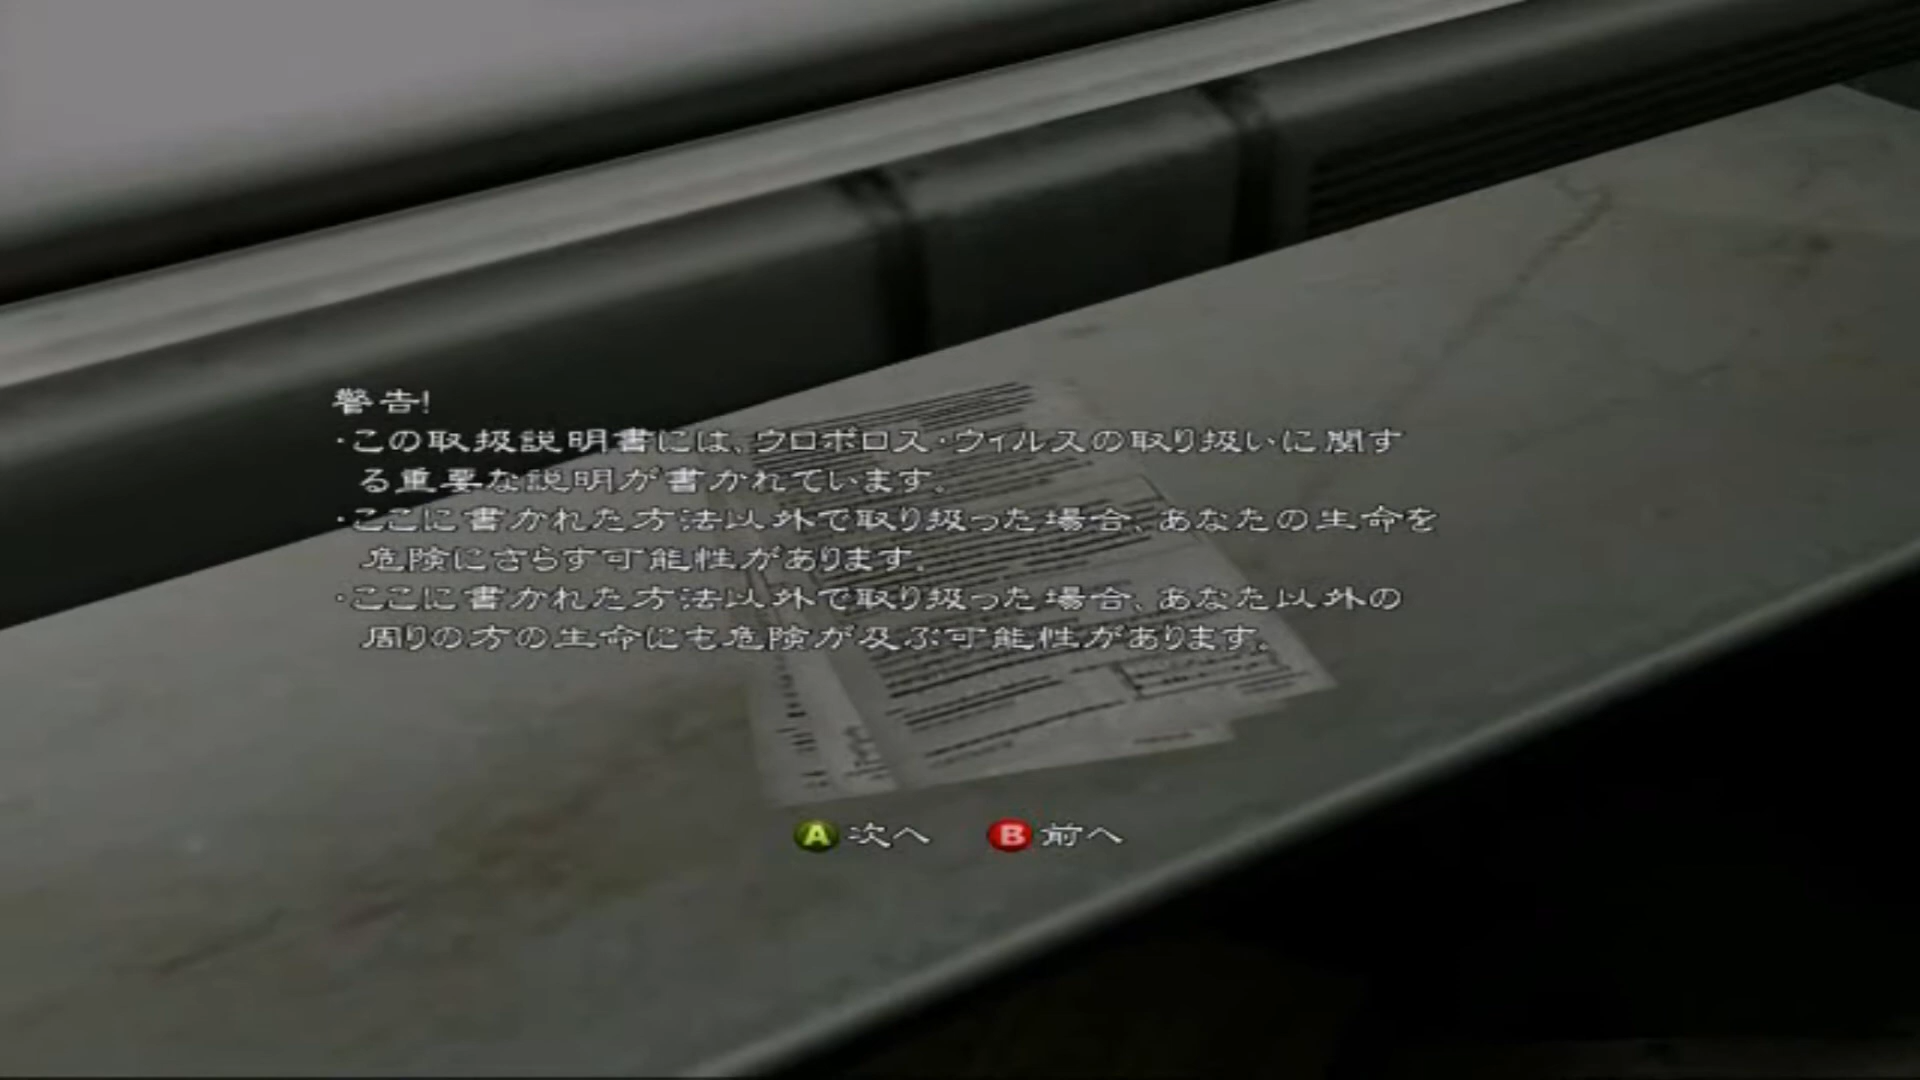 警告!
・この取扱説明書には、ウロボロス・ウィルスの取り扱いに関す
る重要な説明が書かれています。
・ここに書かれた方法以外で取り扱った場合、あなたの生命を
危険にさらす可能性があります。
・ここに書かれた方法以外で取り扱った場合、あなた以外の
周りの方の生命にも危険が及ぶ可能性があります。
A 次へ B 前へ